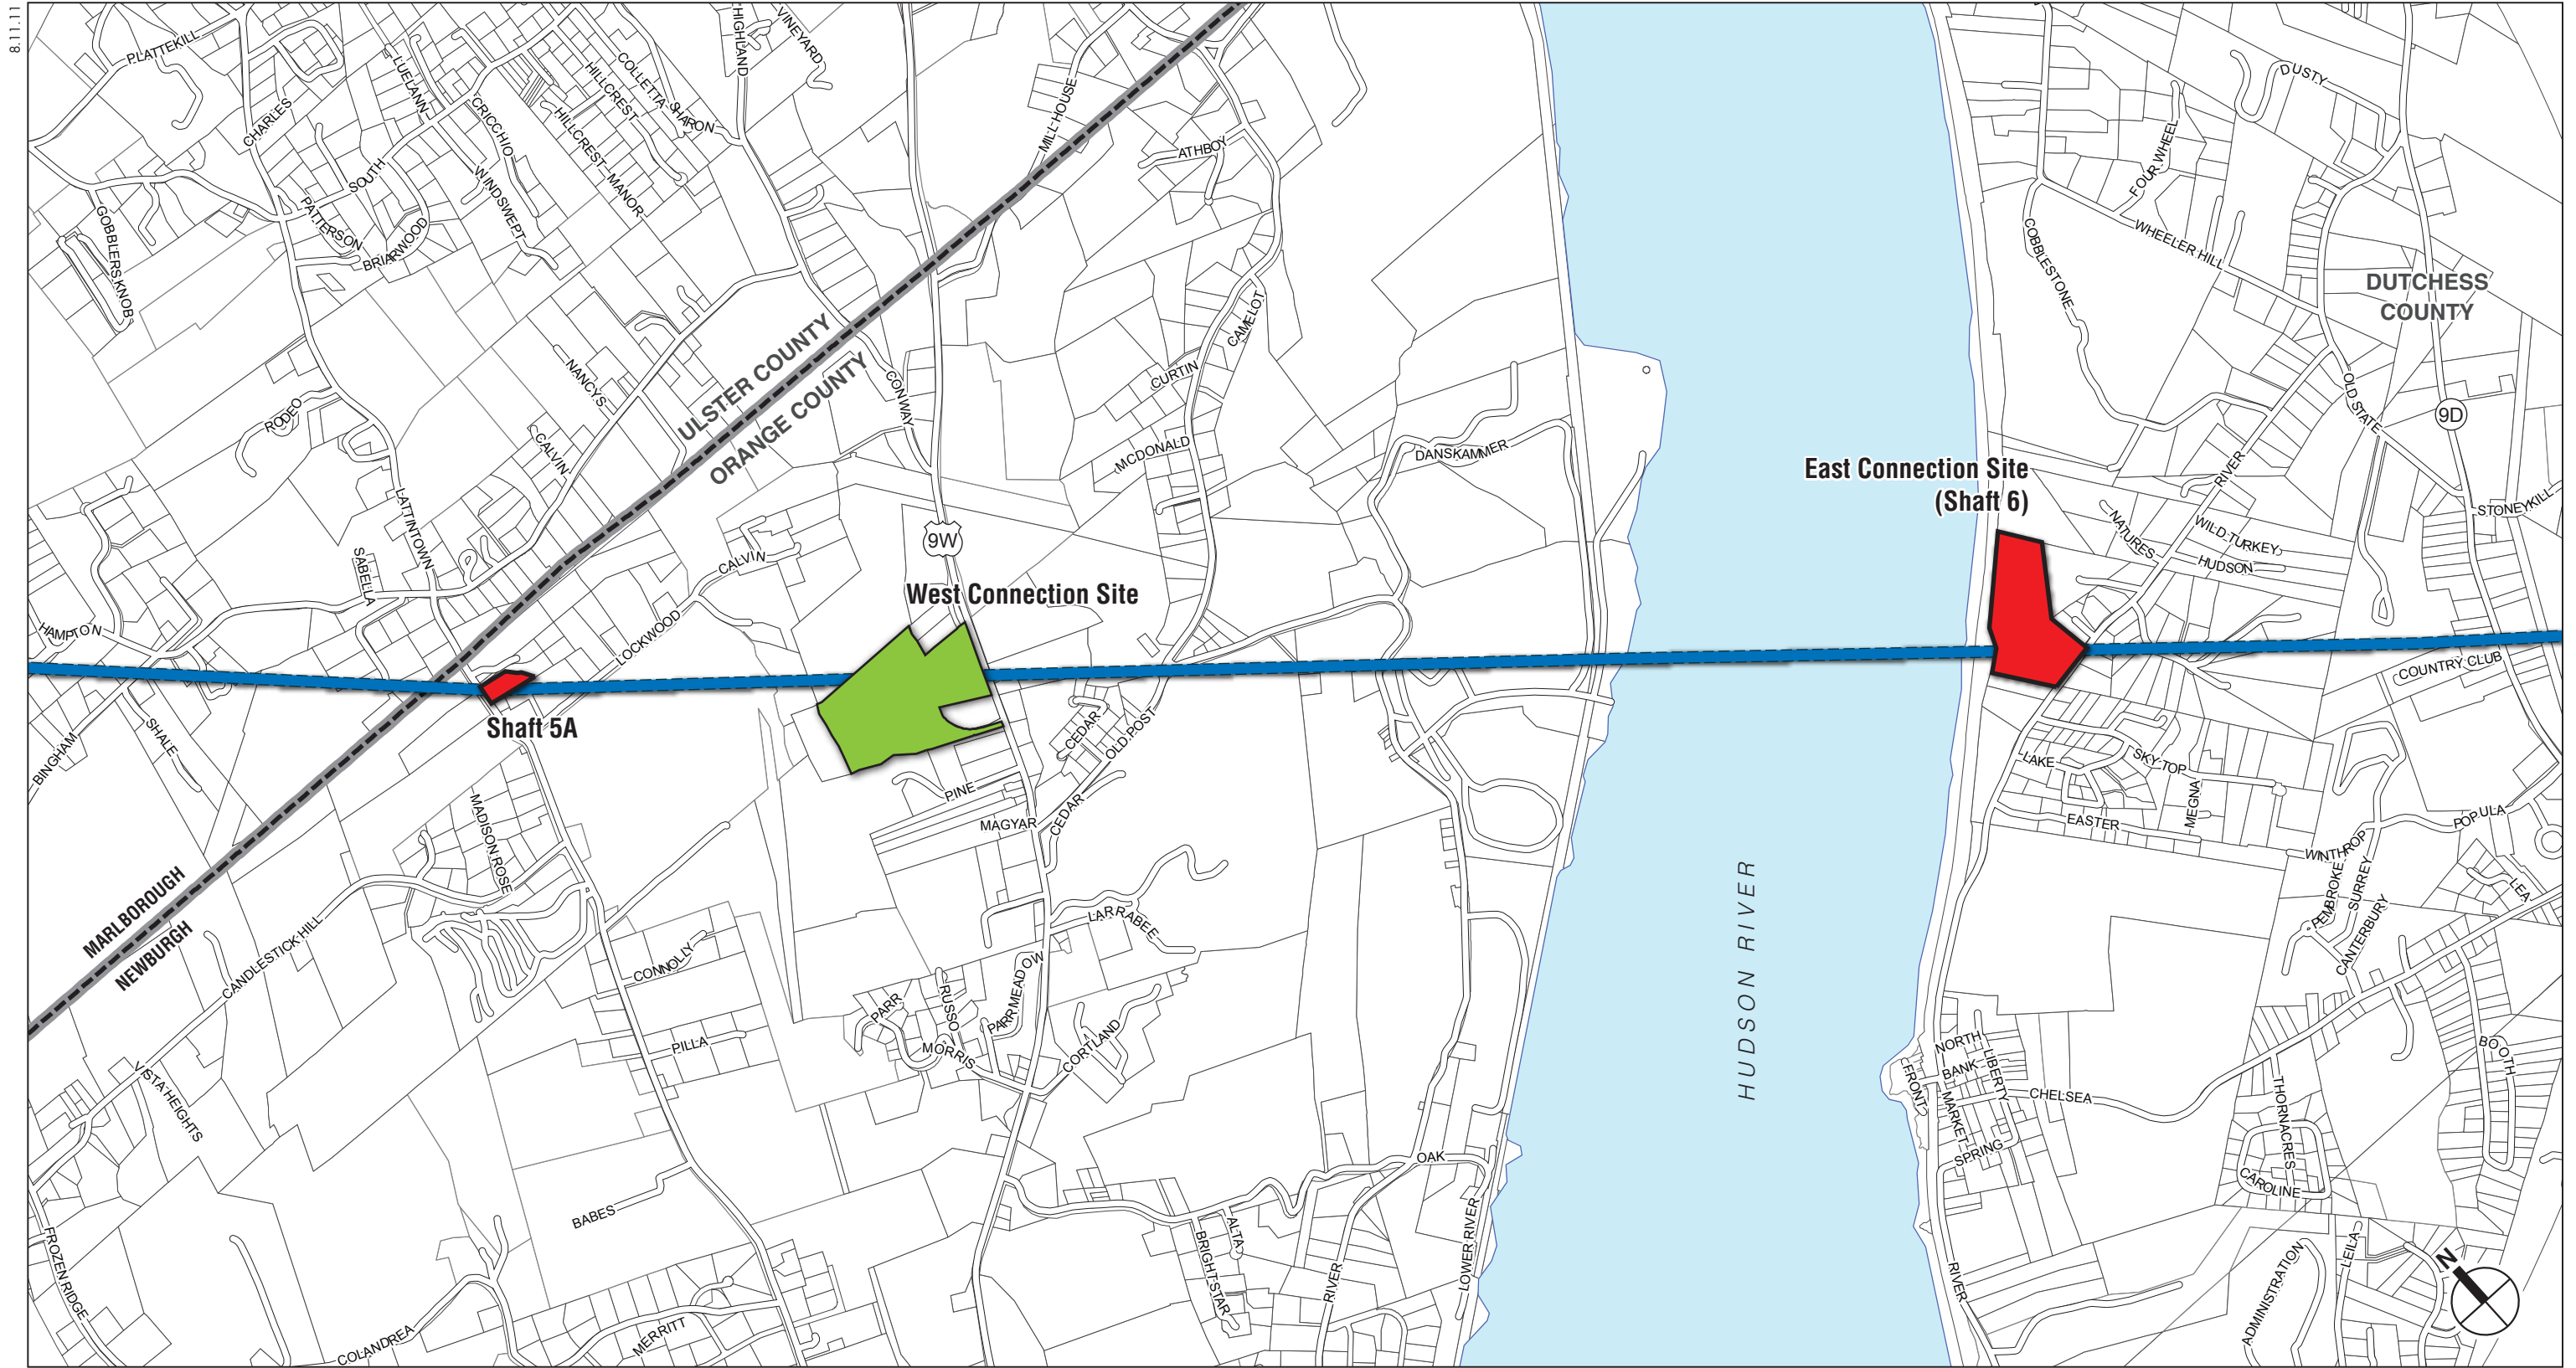 8.11.11
PLATTEKILL
CHARLES
LUELANN
CRICCHIO
HILLCREST
COLLETTA
SHARON
HIGHLAND
VINEYARD
HILLCREST MANOR
WINDSWEPT
SOUTH
PATTERSON
BRIARWOOD
GOBBLERS KNOB
MILL HOUSE
ATHBOY
CAMELOT
CURTIN
MCDONALD
CONWAY
NANCYS
RODEO
CALVIN
LATTINTOWN
SABELLA
ULSTER COUNTY
ORANGE COUNTY
DANSKAMMER
DUSTY
FOUR WHEEL
WHEELER HILL
COBBLESTONE
DUTCHESS
COUNTY
OLD STATE
9D
RIVER
STONEYKILL
NATURES
WILD TURKEY
HUDSON
East Connection Site
(Shaft 6)
9W
West Connection Site
CALVIN
LOCKWOOD
HAMPTON
BINGHAM
SHALE
Shaft 5A
COUNTRY CLUB
CEDAR
OLD POST
PINE
MAGYAR
CEDAR
LAKE
SKY TOP
MEGNA
EASTER
POPULA
WINTHROP
PEMBROKE
SURREY
CANTERBURY
LEA
MADISON ROSE
MARLBOROUGH
NEWBURGH
CANDLESTICK HILL
CONNOLLY
PILLA
LARRABEE
PARR
RUSSO
PARR MEADOW
MORRIS
CORTLAND
HUDSON RIVER
NORTH
BANK
LIBERTY
FRONT
MARKET
SPRING
CHELSEA
THORNACRES
CAROLINE
BOOTH
VISTA HEIGHTS
FROZEN RIDGE
BABES
COLANDREA
MERRITT
OAK
ALTA
BRIGHT STAR
RIVER
LOWER RIVER
RIVER
ADMINISTRATION
LEILA
N